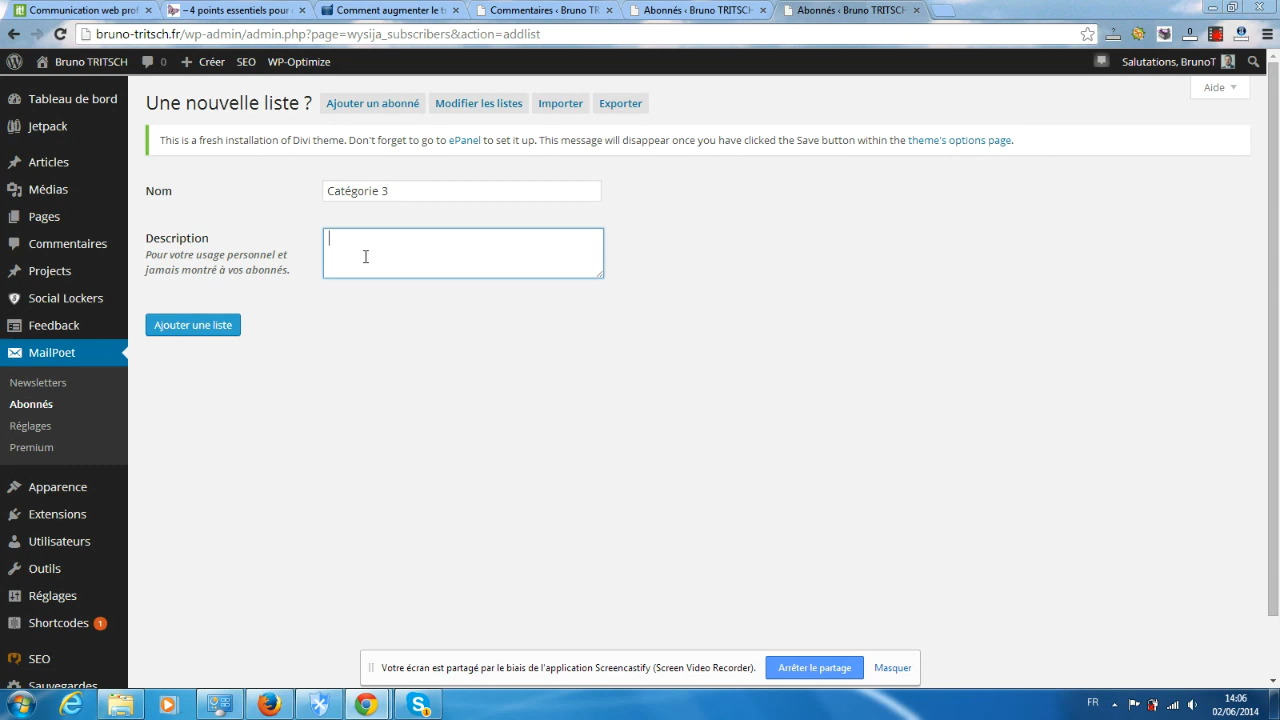 Communication web prof
– 4 points essentiels pour
Comment augmenter le t
Commentaires ‹ Bruno TR
Abonnés ‹ Bruno TRITSCH
Abonnés ‹ Bruno TRITSCH
bruno-tritsch.fr/wp-admin/admin.php?page=wysija_subscribers&action=addlist
Bruno TRITSCH 0 Créer SEO WP-Optimize Salutations, BrunoT
Aide
Tableau de bord
Jetpack
Articles
Médias
Pages
Commentaires
Projects
Social Lockers
Feedback
MailPoet
Newsletters
Abonnés
Réglages
Premium
Apparence
Extensions
Utilisateurs
Outils
Réglages
Shortcodes 1
SEO
Sauvegardes
Une nouvelle liste ? Ajouter un abonné Modifier les listes Importer Exporter
This is a fresh installation of Divi theme. Don't forget to go to ePanel to set it up. This message will disappear once you have clicked the Save button within the theme's options page.
Nom Catégorie 3
Description
Pour votre usage personnel et
jamais montré à vos abonnés.
Ajouter une liste
Votre écran est partagé par le biais de l'application Screencastify (Screen Video Recorder). Arrêter le partage Masquer
FR 14:06
02/06/2014